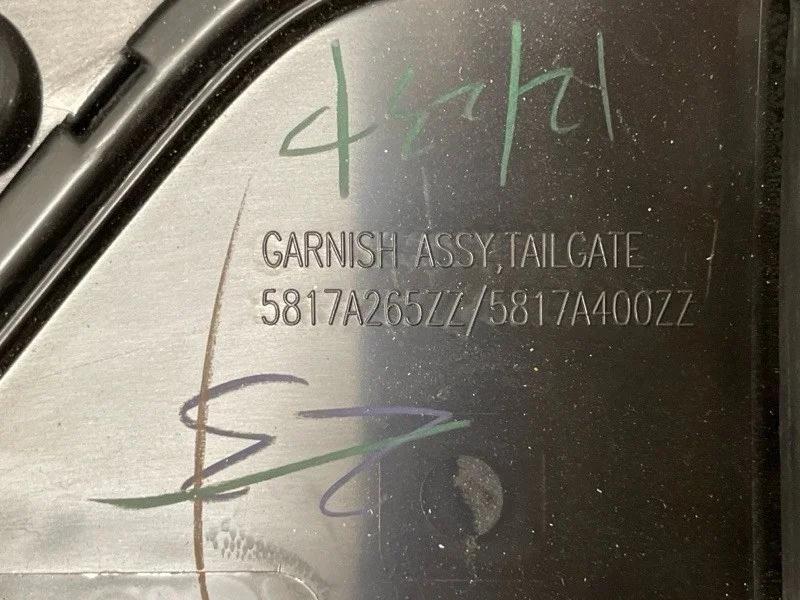 GARNISH ASSY,TAILGATE
5817A265ZZ/5817A400ZZ